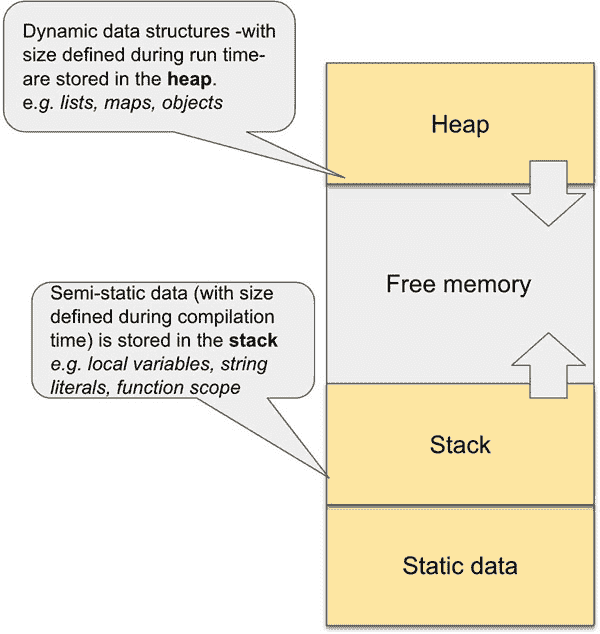 Dynamic data structures -with
size defined during run time-
are stored in the heap.
e.g. lists, maps, objects
Heap
Free memory
Semi-static data (with size
defined during compilation
time) is stored in the stack
e.g. local variables, string
literals, function scope
Stack
Static data